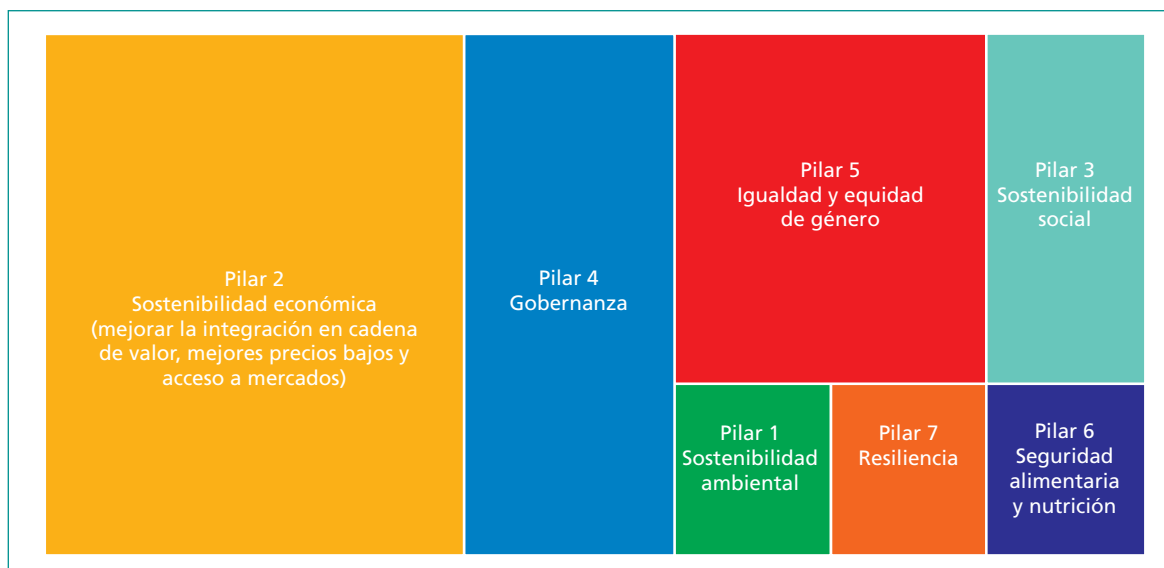 Pilar 2
Sostenibilidad económica
(mejorar la integración en cadena
de valor, mejores precios bajos y
acceso a mercados)
Pilar 4
Gobernanza
Pilar 5
Igualdad y equidad
de género
Pilar 3
Sostenibilidad
social
Pilar 1
Sostenibilidad
ambiental
Pilar 7
Resiliencia
Pilar 6
Seguridad
alimentaria
y nutrición